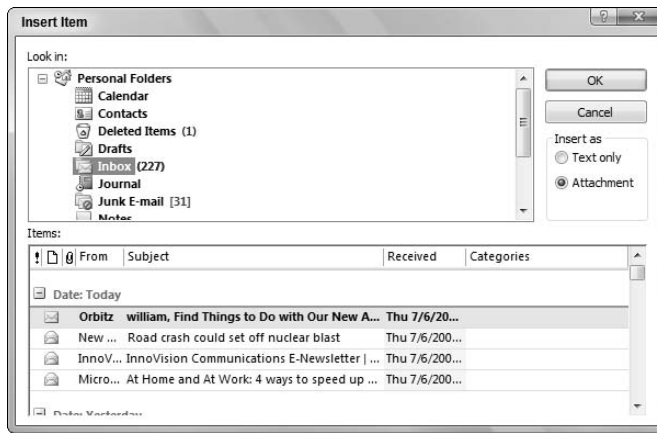 Insert Item
Look in:
Personal Folders
Calendar
Contacts
Deleted Items (1)
Drafts
Inbox (227)
Journal
Junk E-mail [31]
Notes
OK
Cancel
Insert as
Text only
Attachment
Items:
From Subject Received Categories
Date: Today
Orbitz william, Find Things to Do with Our New A... Thu 7/6/20...
New ... Road crash could set off nuclear blast Thu 7/6/200...
InnoV... InnoVision Communications E-Newsletter | ... Thu 7/6/200...
Micro... At Home and At Work: 4 ways to speed up ... Thu 7/6/200...
Date: Yesterday